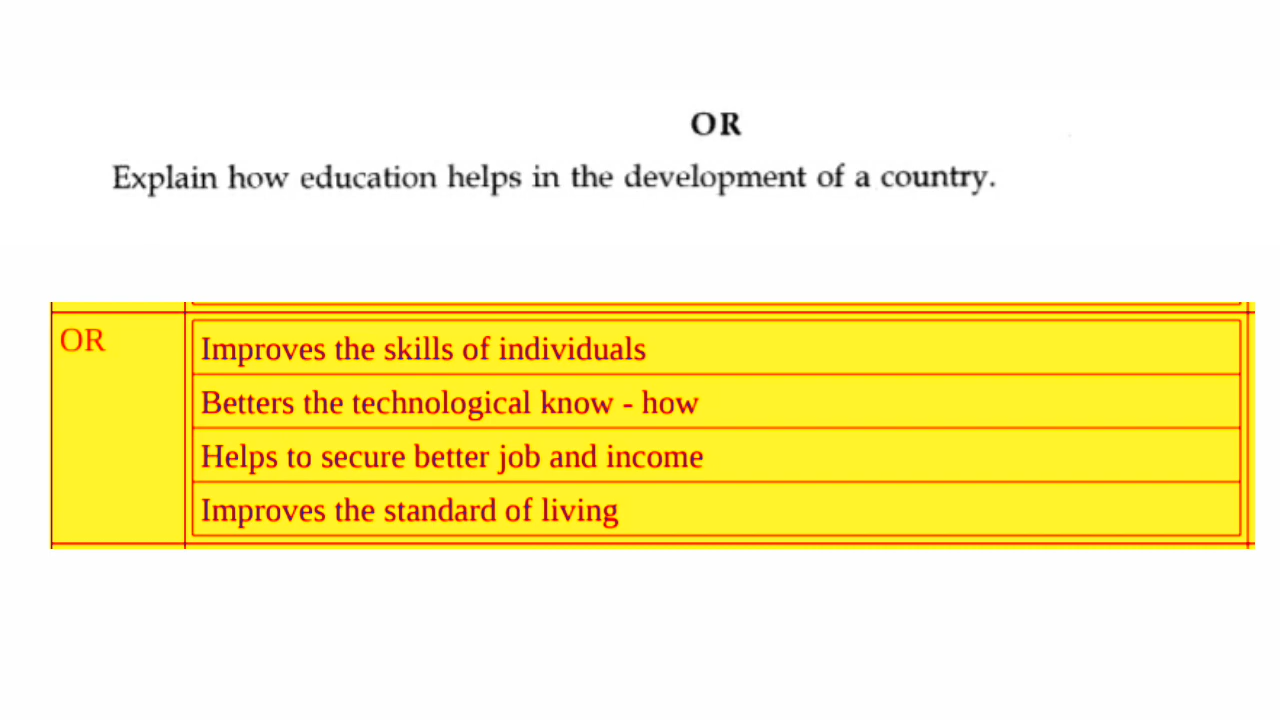 OR
Explain how education helps in the development of a country.
OR
Improves the skills of individuals
Betters the technological know - how
Helps to secure better job and income
Improves the standard of living